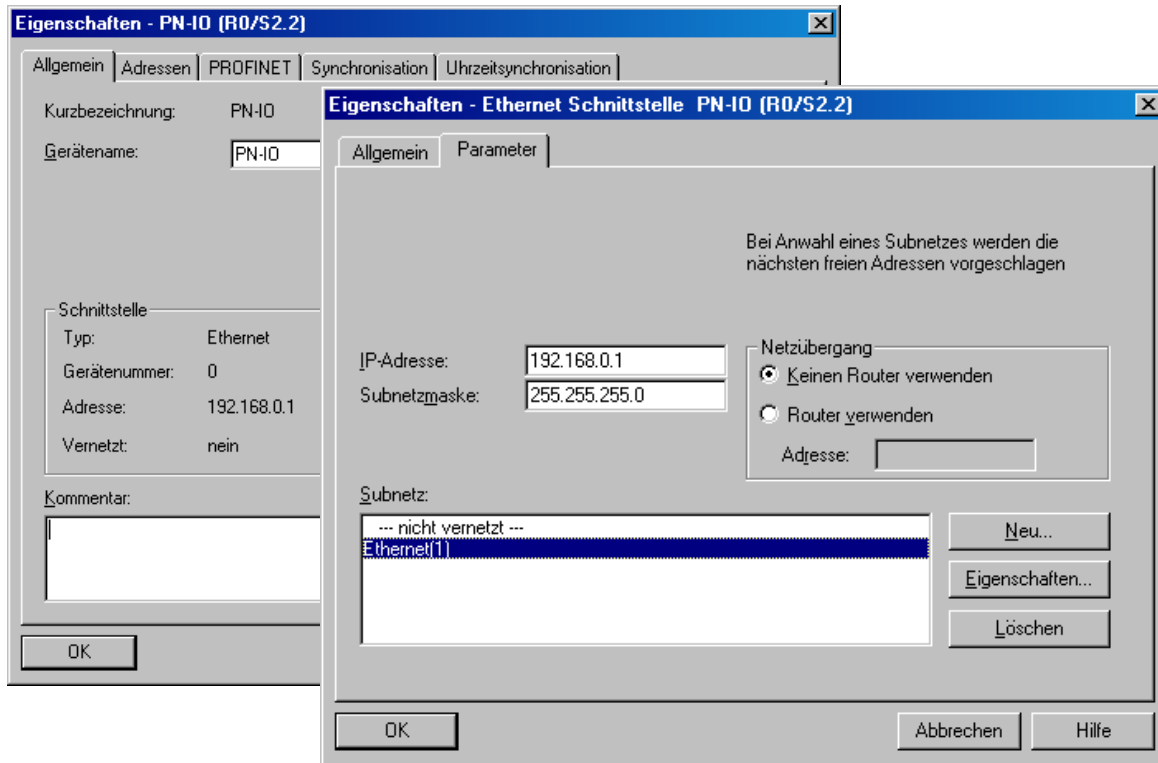 Eigenschaften - PN-IO (R0/S2.2)
Allgemein Adressen PROFINET Synchronisation Uhrzeitsynchronisation
Kurzbezeichnung: PN-IO
Gerätename: PN-IO
Schnittstelle
Typ: Ethernet
Gerätenummer: 0
Adresse: 192.168.0.1
Vernetzt: nein
Kommentar:
OK
Eigenschaften - Ethernet Schnittstelle PN-IO (R0/S2.2)
Allgemein Parameter
Bei Anwahl eines Subnetzes werden die
nächsten freien Adressen vorgeschlagen
IP-Adresse: 192.168.0.1
Subnetzmaske: 255.255.255.0
Netzübergang
Keinen Router verwenden
Router verwenden
Adresse:
Subnetz:
--- nicht vernetzt ---
Ethernet(1)
Neu...
Eigenschaften...
Löschen
OK Abbrechen Hilfe